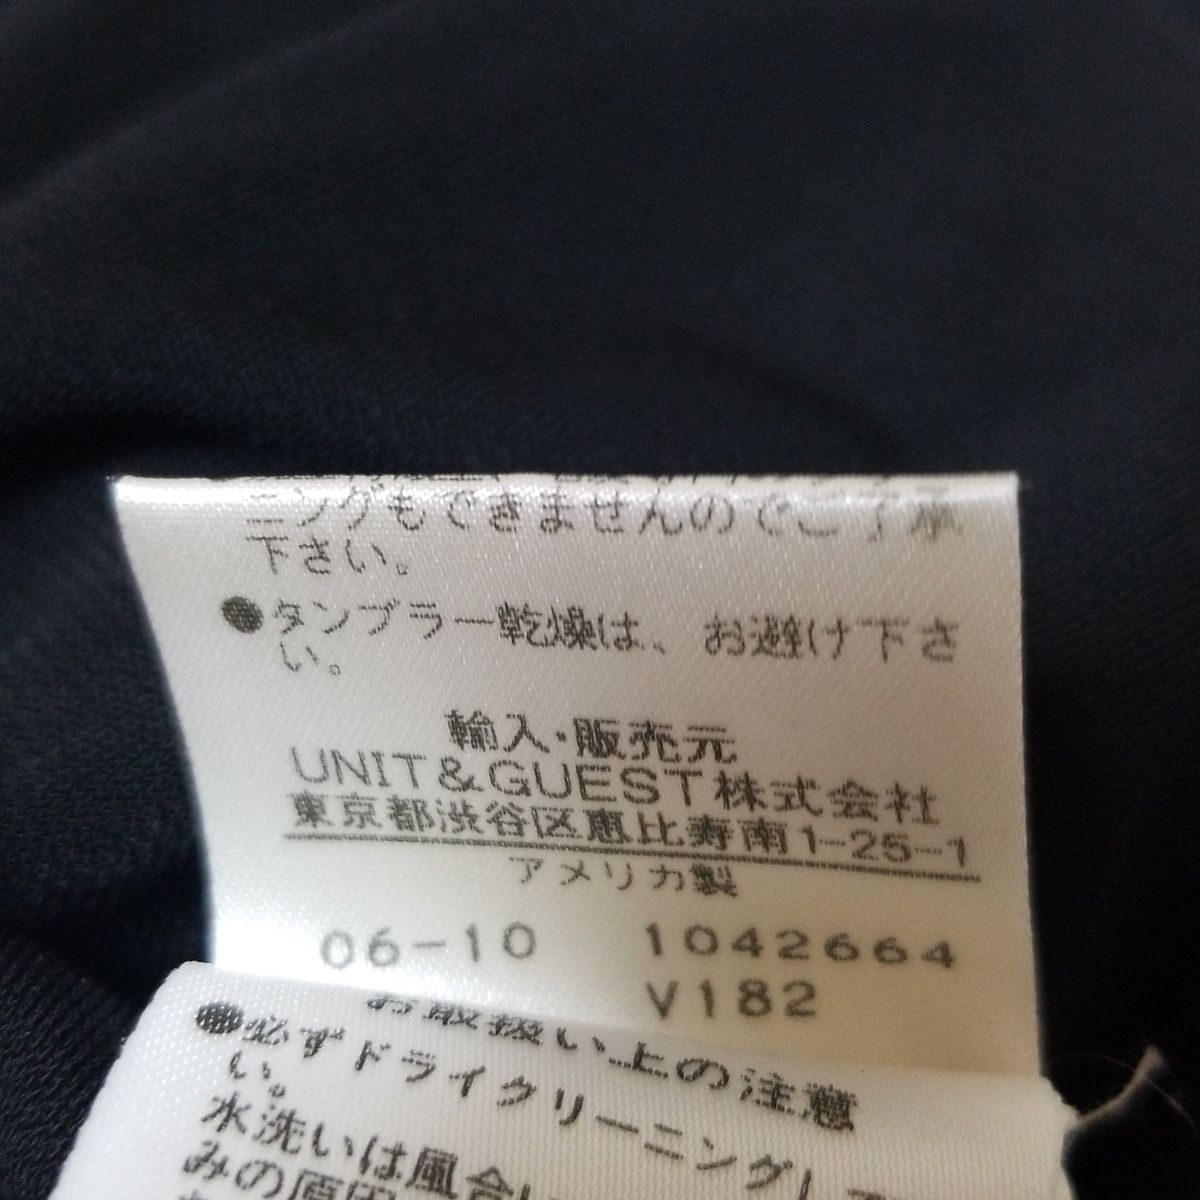 ニングもできませんのでご了承
下さい。
●タンブラー乾燥は、お避け下さ
い。
輸入・販売元
UNIT&GUEST株式会社
東京都渋谷区恵比寿南1-25-1
アメリカ製
06-10 1042664
V182
お取扱い上の注意
●必ずドライクリーニングして
い。
水洗いは風合い
みの原因